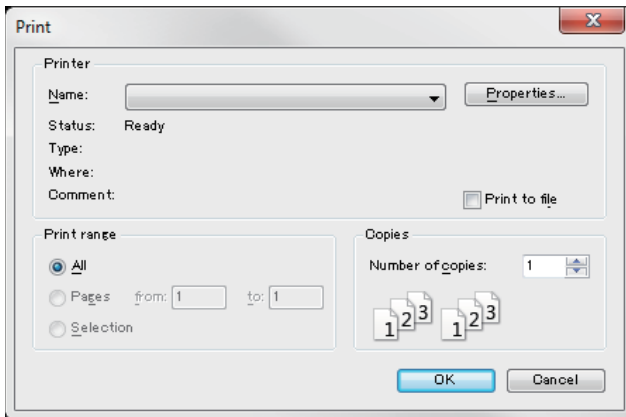 Print
Printer
Name:
Properties...
Status: Ready
Type:
Where:
Comment:
Print to file
Print range
All
Pages from: 1 to: 1
Selection
Copies
Number of copies: 1
1 2 3 1 2 3
OK Cancel